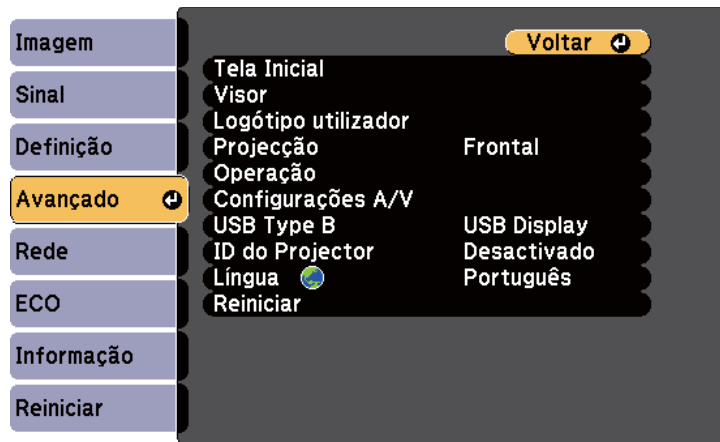 Imagem
Sinal
Definição
Avançado
Rede
ECO
Informação
Reiniciar
Voltar
Tela Inicial
Visor
Logótipo utilizador
Projecção Frontal
Operação
Configurações A/V
USB Type B USB Display
ID do Projector Desactivado
Língua Português
Reiniciar